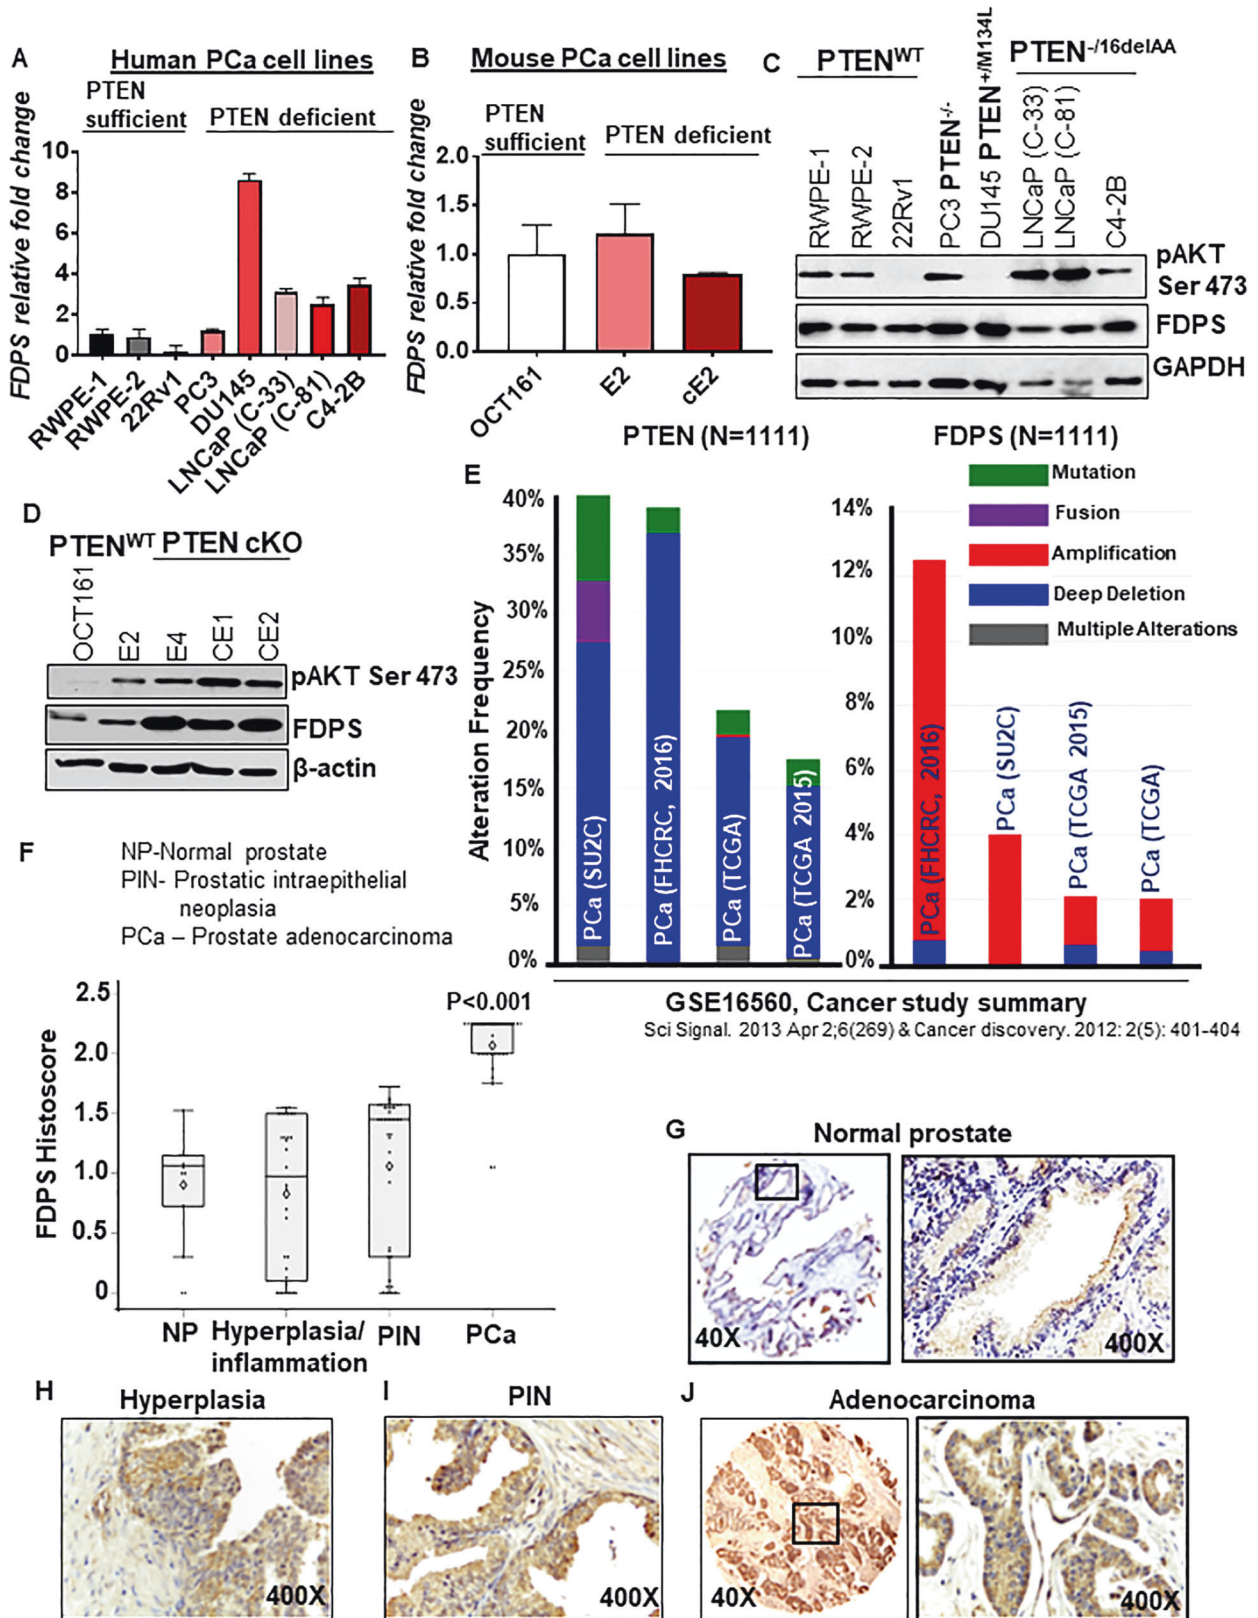 A
Human PCa cell lines
PTEN sufficient
PTEN deficient
FDPS relative fold change
10
8
6
4
2
0
RWPE-1
RWPE-2
22Rv1
PC3
DU145
LNCaP (C-33)
LNCaP (C-81)
C4-2B
B
Mouse PCa cell lines
PTEN sufficient
PTEN deficient
FDPS relative fold change
2.0
1.5
1.0
0.5
0.0
OCT161
E2
cE2
C
PTEN^WT
PTEN^-/16delAA
RWPE-1
RWPE-2
22Rv1
PC3 PTEN^-/-
DU145 PTEN^+/M134L
LNCaP (C-33)
LNCaP (C-81)
C4-2B
pAKT
Ser 473
FDPS
GAPDH
D
PTEN^WT PTEN cKO
OCT161
E2
E4
CE1
CE2
pAKT Ser 473
FDPS
β-actin
E
PTEN (N=1111)
Alteration Frequency
40%
35%
30%
25%
20%
15%
10%
5%
0%
PCa (SU2C)
PCa (FHCRC, 2016)
PCa (TCGA)
PCa (TCGA 2015)
FDPS (N=1111)
14%
12%
10%
8%
6%
4%
2%
0%
Mutation
Fusion
Amplification
Deep Deletion
Multiple Alterations
PCa (FHCRC, 2016)
PCa (SU2C)
PCa (TCGA 2015)
PCa (TCGA)
GSE16560, Cancer study summary
Sci Signal. 2013 Apr 2;6(269) & Cancer discovery. 2012: 2(5): 401-404
F
NP-Normal prostate
PIN- Prostatic intraepithelial
neoplasia
PCa – Prostate adenocarcinoma
FDPS Histoscore
2.5
2.0
1.5
1.0
0.5
0
P<0.001
NP
Hyperplasia/
inflammation
PIN
PCa
G
Normal prostate
40X
400X
H
Hyperplasia
400X
I
PIN
400X
J
Adenocarcinoma
40X
400X